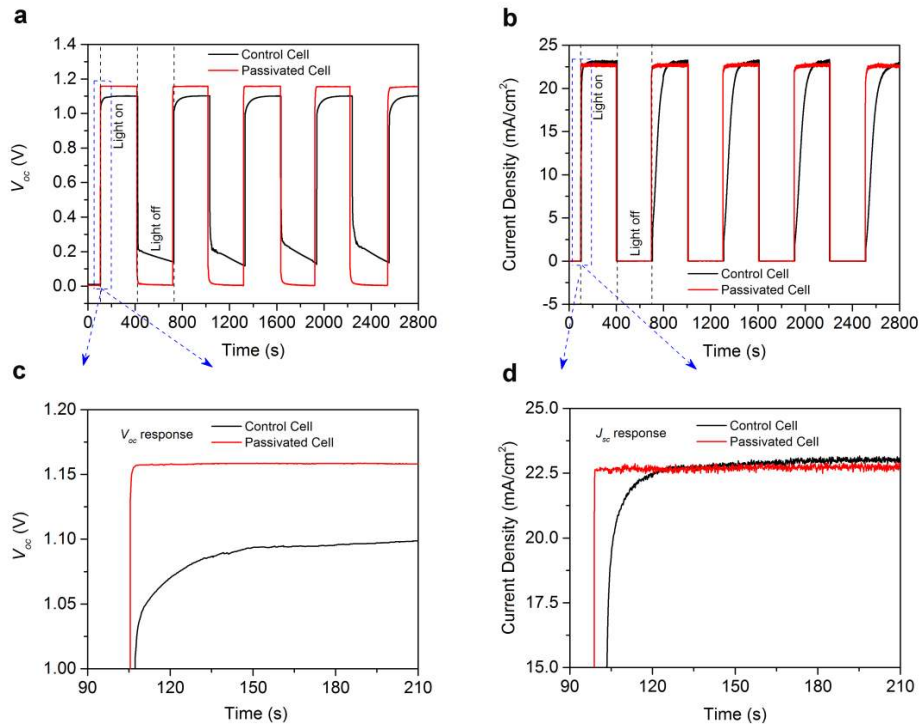 a
1.4
1.2
1.0
0.8
0.6
0.4
0.2
0.0
Voc (V)
Control Cell
Passivated Cell
Light on
Light off
0 400 800 1200 1600 2000 2400 2800
Time (s)
b
25
20
15
10
5
0
-5
Current Density (mA/cm²)
Control Cell
Passivated Cell
Light on
Light off
0 400 800 1200 1600 2000 2400 2800
Time (s)
c
1.20
1.15
1.10
1.05
1.00
Voc (V)
Voc response
Control Cell
Passivated Cell
90 120 150 180 210
Time (s)
d
25.0
22.5
20.0
17.5
15.0
Current Density (mA/cm²)
Jsc response
Control Cell
Passivated Cell
90 120 150 180 210
Time (s)